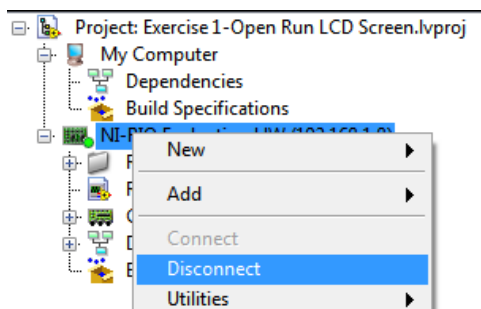 Project: Exercise 1-Open Run LCD Screen.lvproj
My Computer
Dependencies
Build Specifications
New
Add
Connect
Disconnect
Utilities